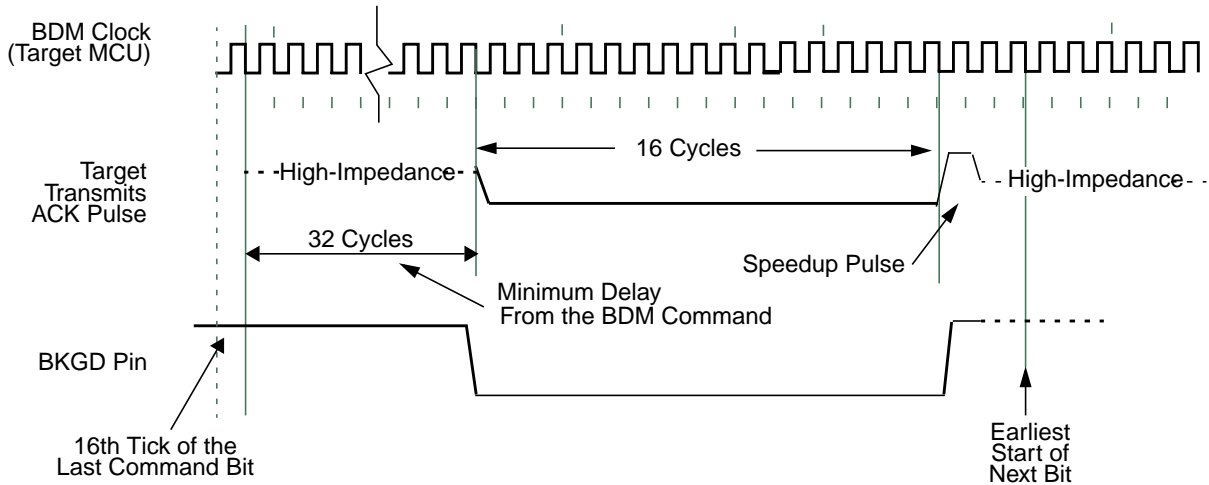 BDM Clock
(Target MCU)
16 Cycles
Target
Transmits
ACK Pulse
High-Impedance
High-Impedance
32 Cycles
Speedup Pulse
Minimum Delay
From the BDM Command
BKGD Pin
16th Tick of the
Last Command Bit
Earliest
Start of
Next Bit